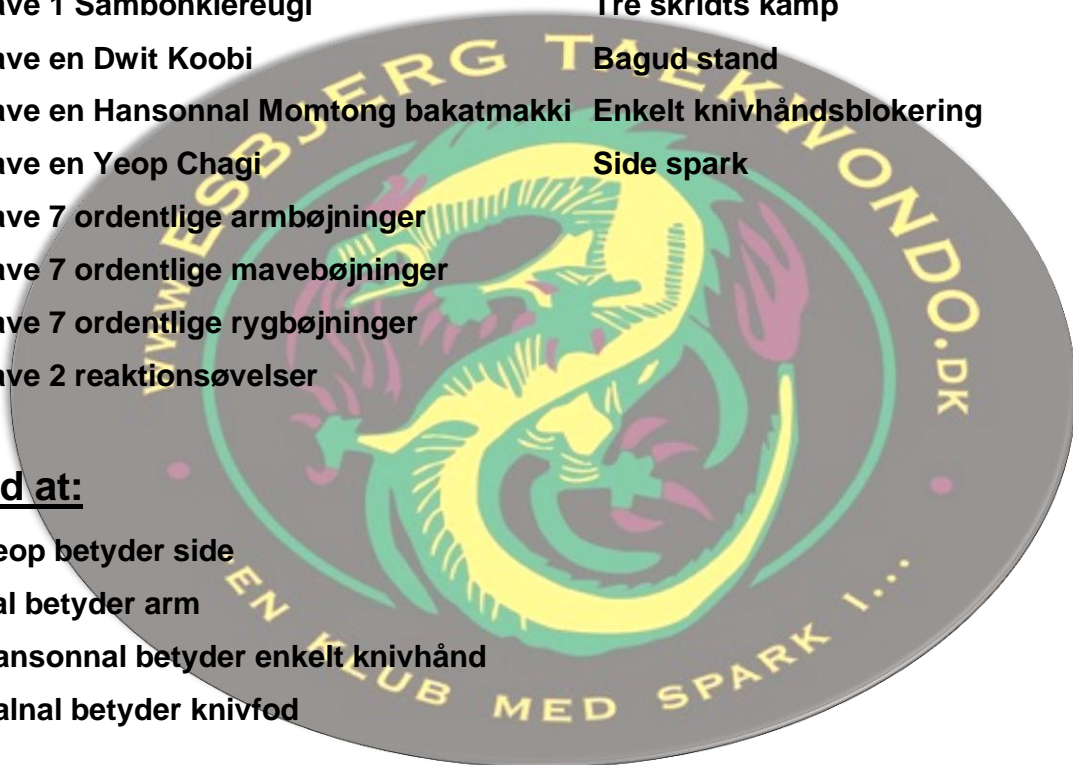 ave 1 Sambonkiereugi Tre skridts kamp
ave en Dwit Koobi Bagud stand
ave en Hansonnal Momtong bakatmakki Enkelt knivhåndsblokering
ave en Yeop Chagi Side spark
ave 7 ordentlige armbøjninger
ave 7 ordentlige mavebøjninger
ave 7 ordentlige rygbøjninger
ave 2 reaktionsøvelser
d at:
eop betyder side
al betyder arm
ansonnal betyder enkelt knivhånd
alnal betyder knivfod
WWW.ESBJERG TAEKWONDO.DK
EN KLUB MED SPARK I...